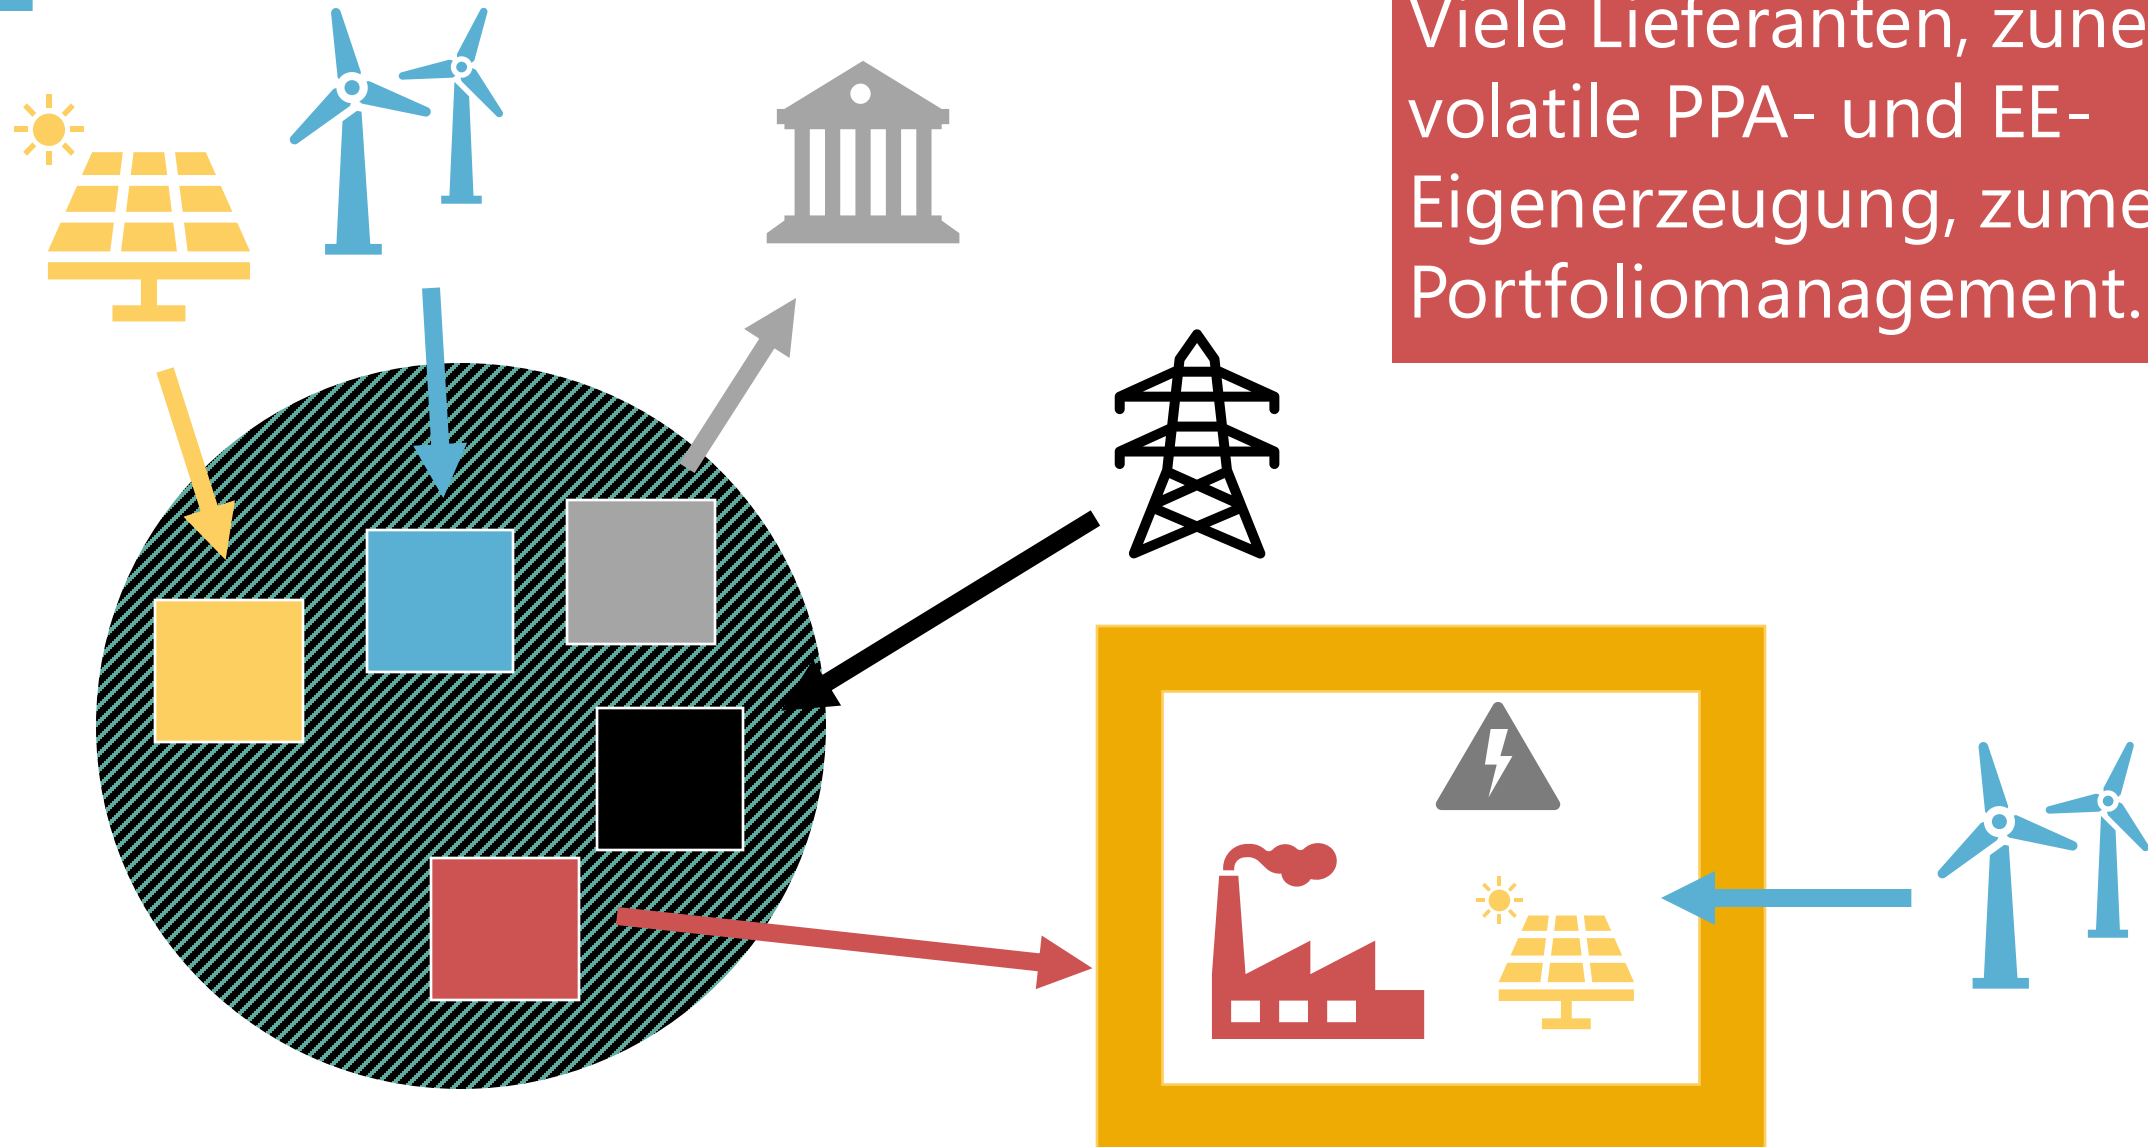 Viele Lieferanten, zune
volatile PPA- und EE-
Eigenerzeugung, zume
Portfoliomanagement.